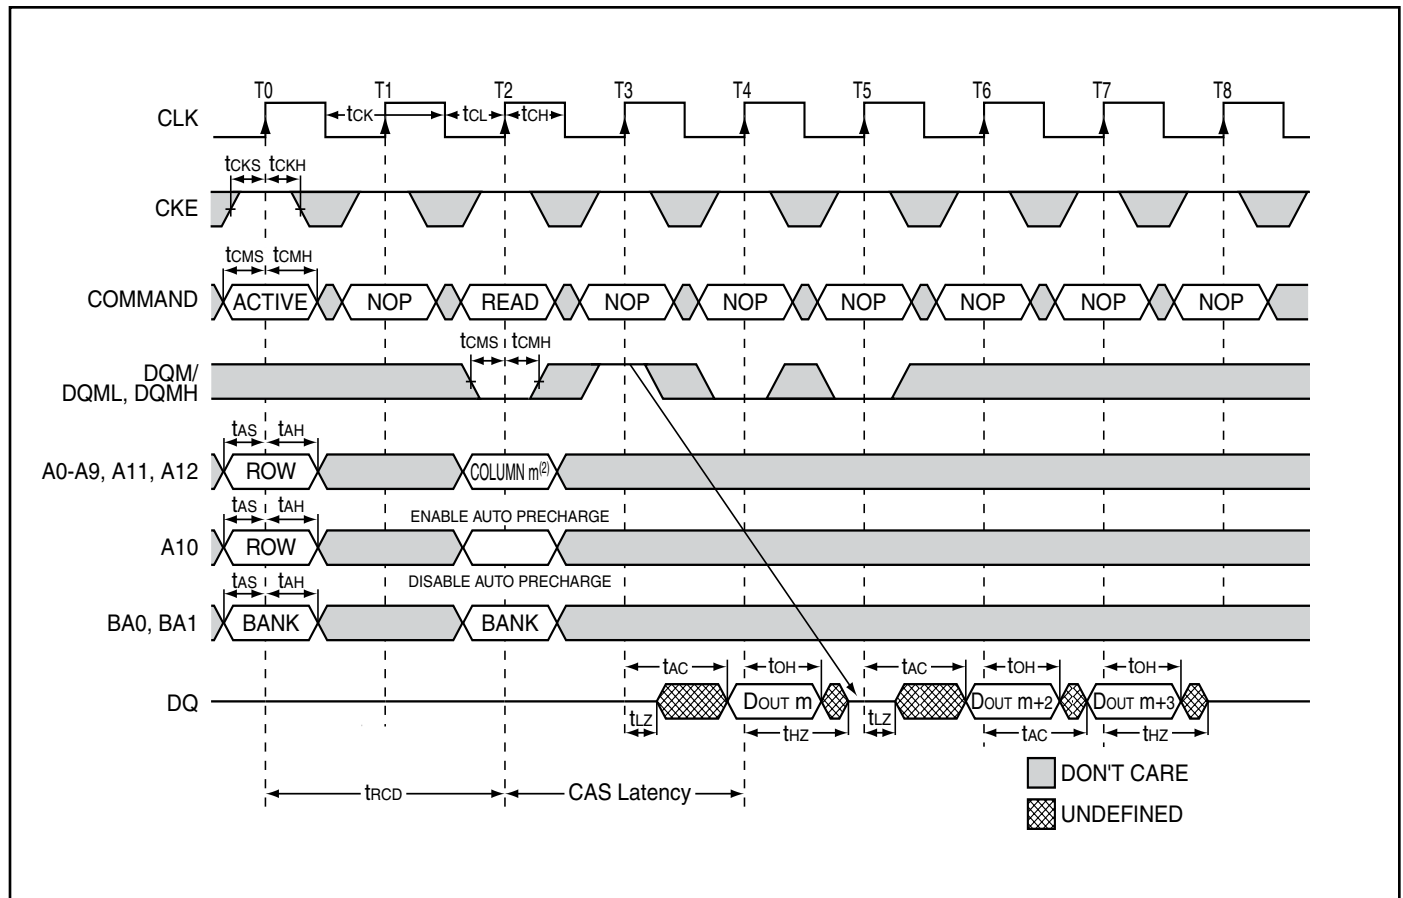 T0 T1 T2 T3 T4 T5 T6 T7 T8
CLK tCK tCL tCH
tCKS tCKH
CKE
tCMS tCMH
COMMAND ACTIVE NOP READ NOP NOP NOP NOP NOP NOP
tCMS tCMH
DQM/
DQML, DQMH
tAS tAH
A0-A9, A11, A12 ROW COLUMN m(2)
tAS tAH ENABLE AUTO PRECHARGE
A10 ROW
tAS tAH DISABLE AUTO PRECHARGE
BA0, BA1 BANK BANK
tAC tOH tAC tOH tOH
DQ DOUT m DOUT m+2 DOUT m+3
tLZ tHZ tLZ tAC tHZ
DON'T CARE
tRCD CAS Latency
UNDEFINED